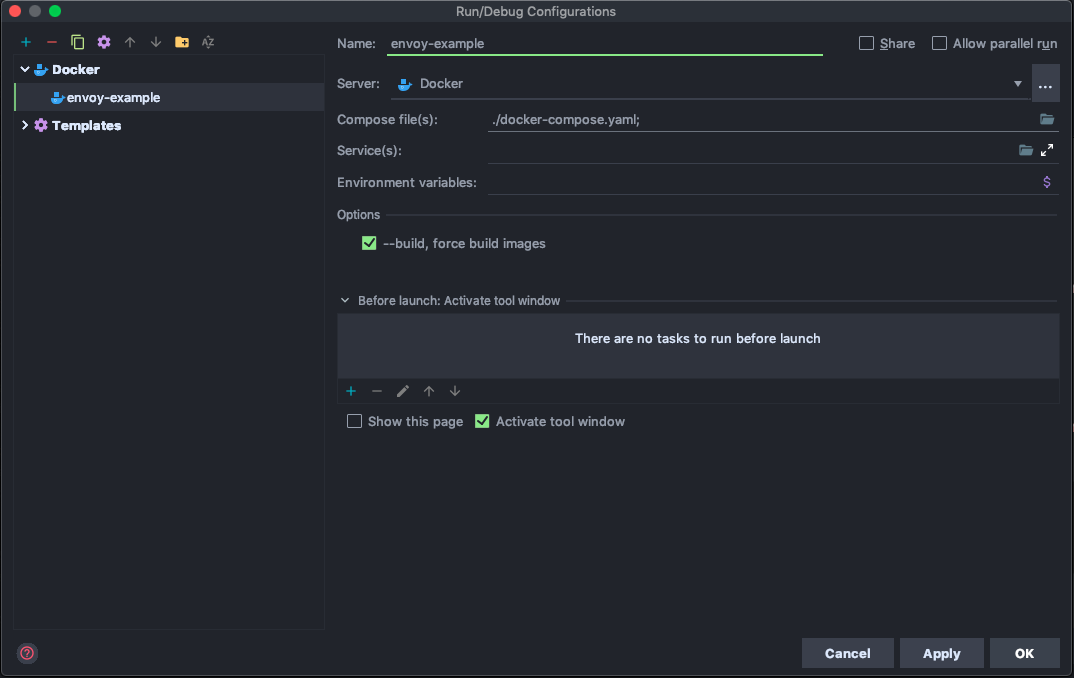 Run/Debug Configurations
Docker
envoy-example
Templates
Name: envoy-example Share Allow parallel run
Server: Docker ...
Compose file(s): ./docker-compose.yaml;
Service(s):
Environment variables: $
Options
--build, force build images
Before launch: Activate tool window
There are no tasks to run before launch
Show this page Activate tool window
? Cancel Apply OK